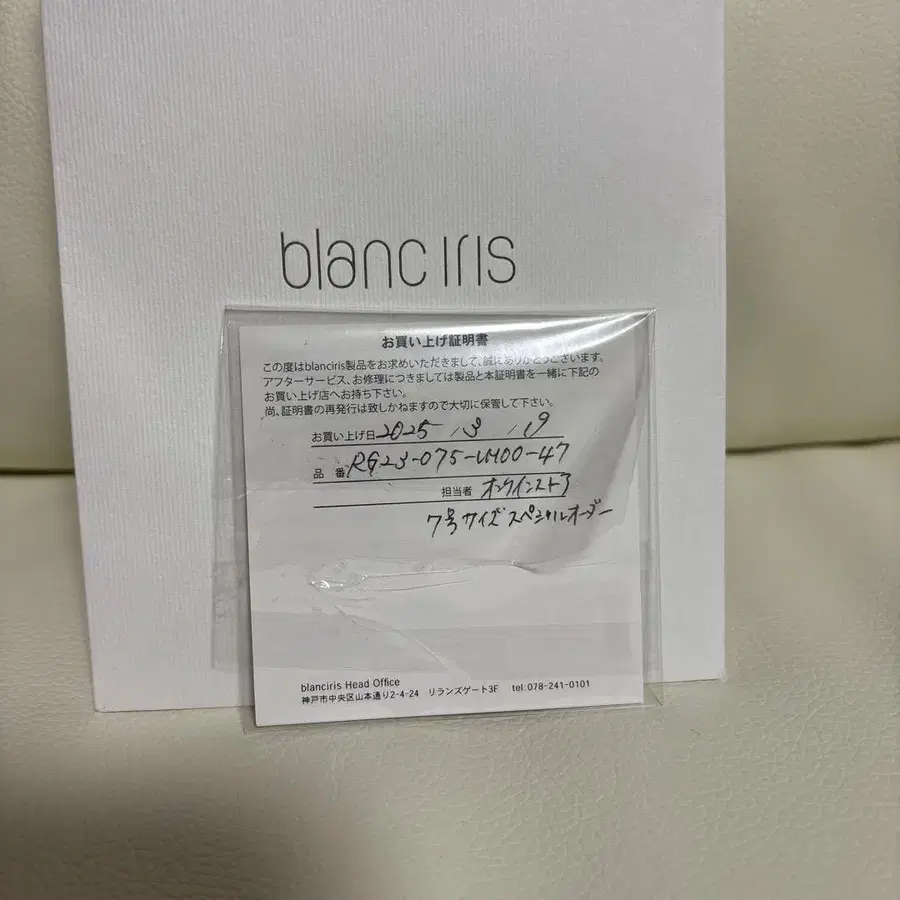 blanc iris
お買い上げ証明書
この度はblanciris製品をお求めいただきまして、誠にありがとうございます。
アフターサービス、お修理につきましては製品と本証明書を一緒に下記の
お買い上げ店へお持ち下さい。
尚、証明書の再発行は致しかねますので大切に保管して下さい。
お買い上げ日 2025 , 3 , 19
品 番 RG23-075-UM00-47
担当者 オンラインストア
7号サイズスペシャルオーダー
blanciris Head Office
神戸市中央区山本通り2-4-24 リランズゲート3F tel:078-241-0101